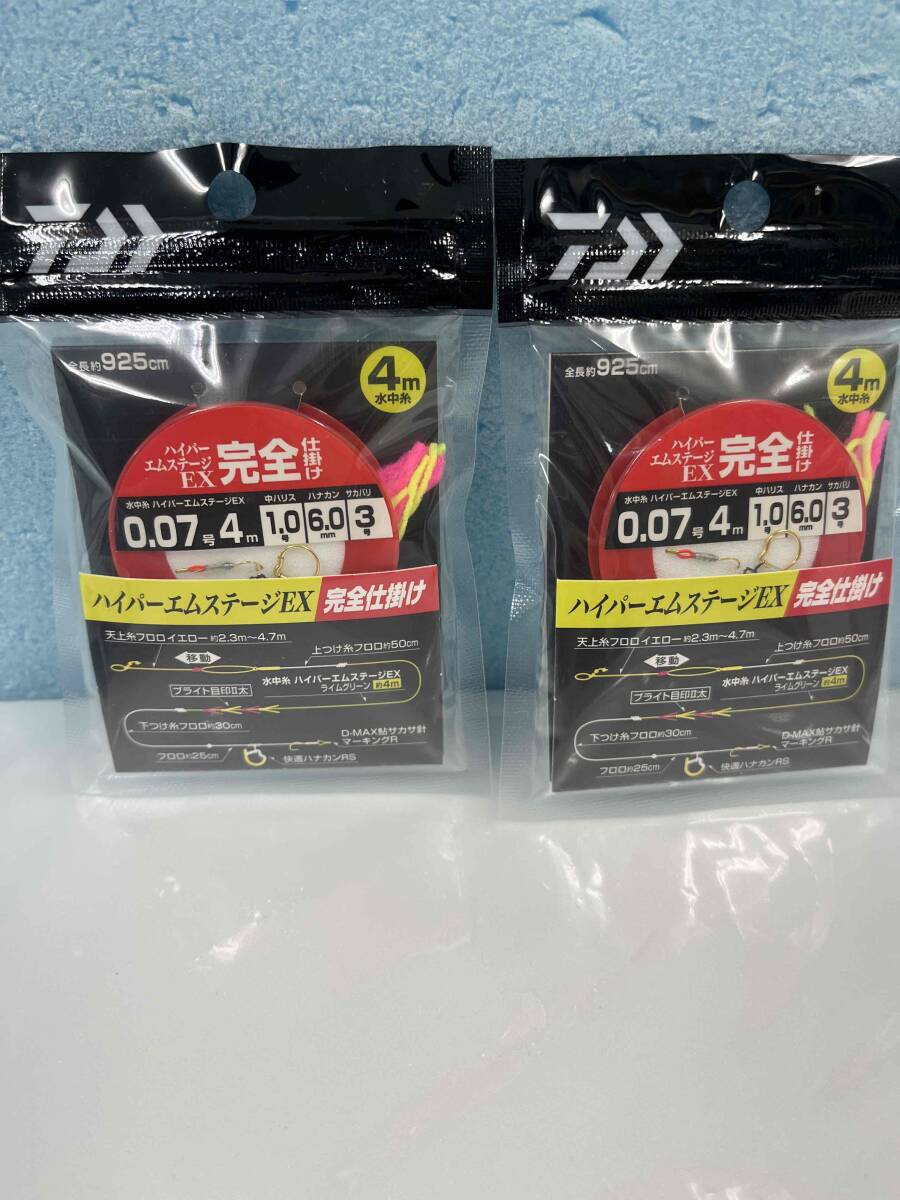 全長約925cm
4m
水中糸
ハイパー
エムステージ
EX
完全
仕掛け
水中糸 ハイパーエムステージEX
0.07号 4m
中ハリス
1.0号
ハナカン
6.0mm
サカバリ
3号
ハイパーエムステージEX 完全仕掛け
天上糸フロロイエロー 約2.3m～4.7m
上つけ糸フロロ約50cm
移動
水中糸 ハイパーエムステージEX
ライムグリーン 約4m
ブライト目印Ⅱ太
下つけ糸フロロ約30cm
D-MAX鮎サカサ針
マーキングR
フロロ約25cm
快適ハナカンRS
全長約925cm
4m
水中糸
ハイパー
エムステージ
EX
完全
仕掛け
水中糸 ハイパーエムステージEX
0.07号 4m
中ハリス
1.0号
ハナカン
6.0mm
サカバリ
3号
ハイパーエムステージEX 完全仕掛け
天上糸フロロイエロー 約2.3m～4.7m
上つけ糸フロロ約50cm
移動
水中糸 ハイパーエムステージEX
ライムグリーン 約4m
ブライト目印Ⅱ太
下つけ糸フロロ約30cm
D-MAX鮎サカサ針
マーキングR
フロロ約25cm
快適ハナカンRS